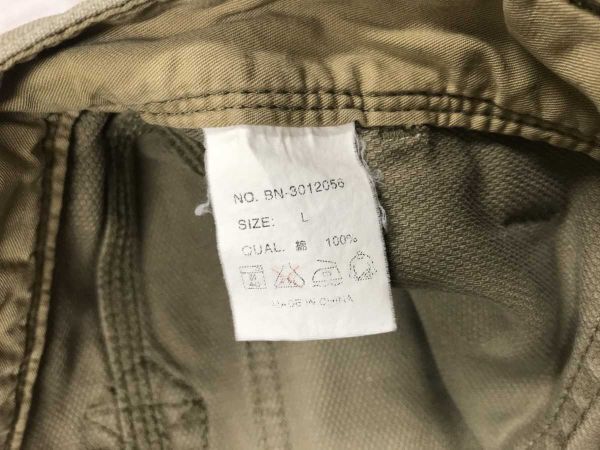 NO. BN-3012056
SIZE: L
QUAL. 綿 100%
MADE IN CHINA